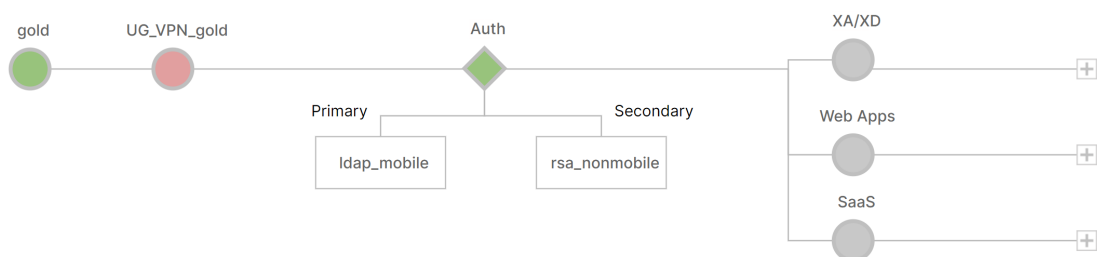 gold
UG_VPN_gold
Auth
XA/XD
Primary
Secondary
Web Apps
ldap_mobile
rsa_nonmobile
SaaS